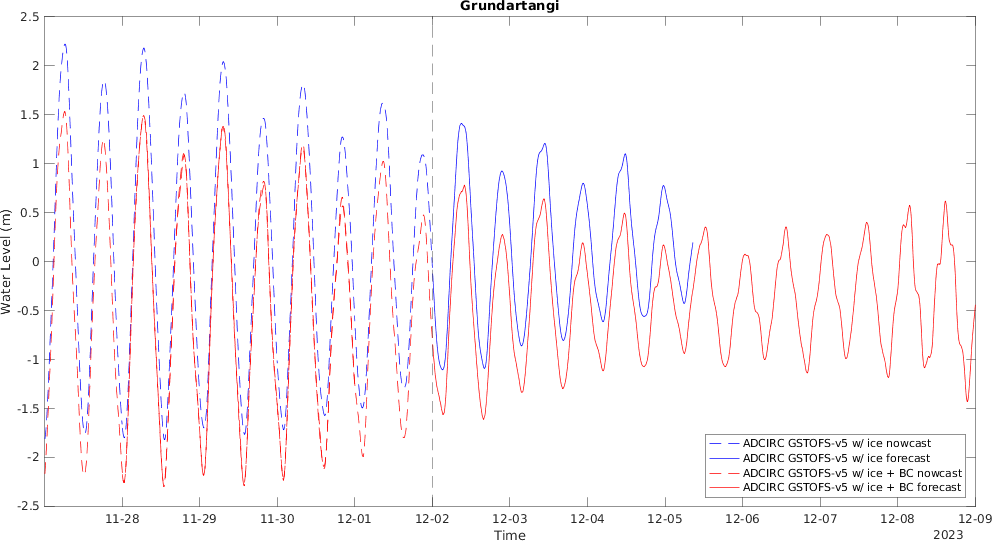 Grundartangi
2.5
2
1.5
1
0.5
0
-0.5
-1
-1.5
-2
-2.5
Water Level (m)
ADCIRC GSTOFS-v5 w/ ice nowcast
ADCIRC GSTOFS-v5 w/ ice forecast
ADCIRC GSTOFS-v5 w/ ice + BC nowcast
ADCIRC GSTOFS-v5 w/ ice + BC forecast
11-28 11-29 11-30 12-01 12-02 12-03 12-04 12-05 12-06 12-07 12-08 12-09
Time
2023